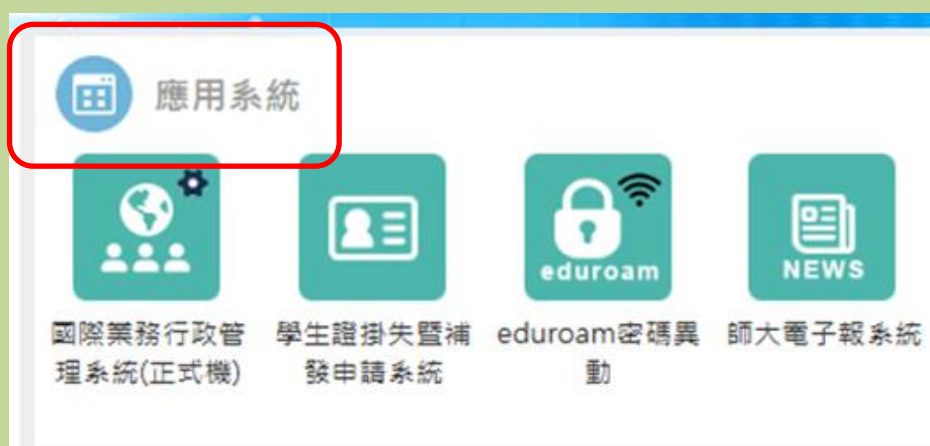 應用系統
eduroam
NEWS
國際業務行政管
理系統(正式機)
學生證掛失暨補
發申請系統
eduroam密碼異
動
師大電子報系統